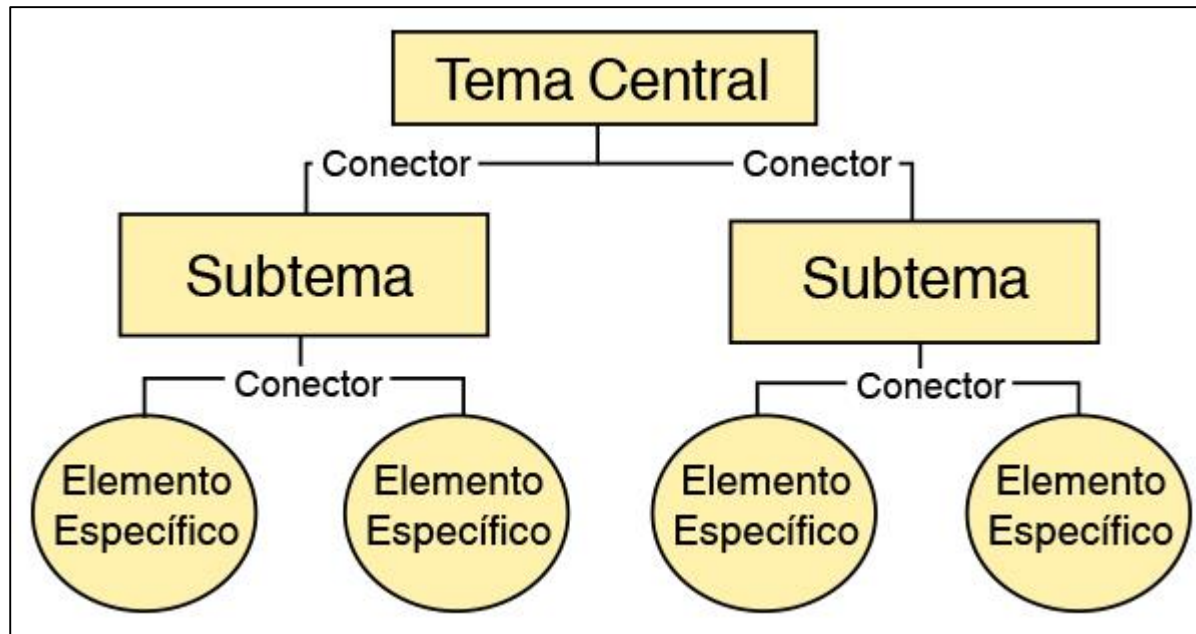 Tema Central
Conector
Conector
Subtema
Subtema
Conector
Conector
Elemento
Específico
Elemento
Específico
Elemento
Específico
Elemento
Específico